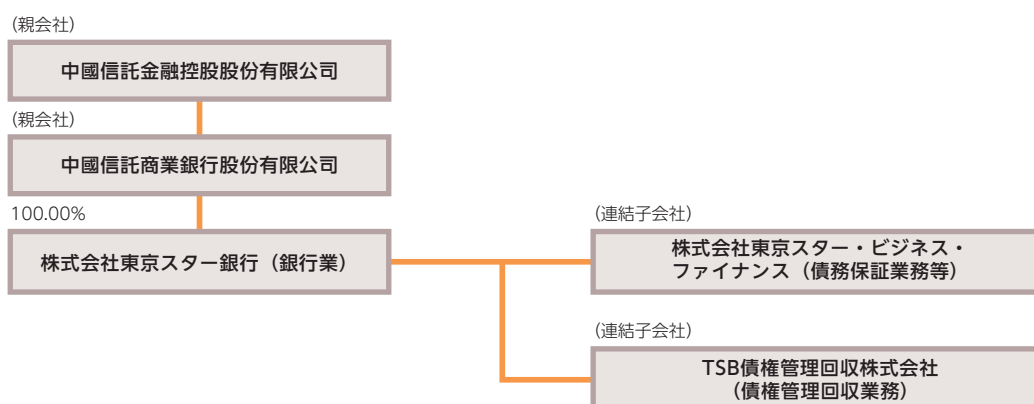 (親会社)
中國信託金融控股股份有限公司
(親会社)
中國信託商業銀行股份有限公司
100.00%
株式会社東京スター銀行（銀行業）
(連結子会社)
株式会社東京スター・ビジネス・
ファイナンス（債務保証業務等）
(連結子会社)
TSB債権管理回収株式会社
（債権管理回収業務）